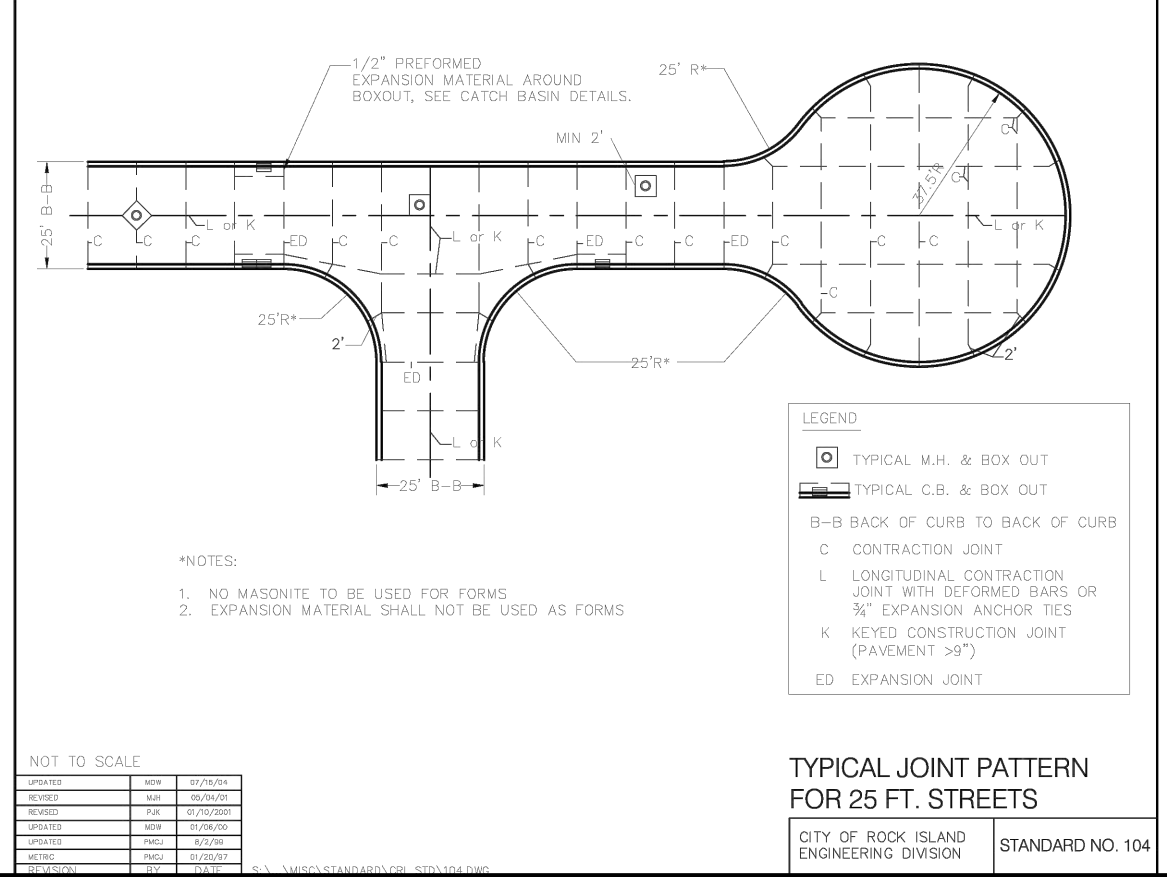 1/2" PREFORMED
EXPANSION MATERIAL AROUND
BOXOUT, SEE CATCH BASIN DETAILS.
25' R*
MIN 2'
C
C
37.5'R
25' B-B
L or K
L or K
L or K
C
C
C
ED
C
C
C
ED
C
C
ED
C
C
C
C
25'R*
2'
25'R*
2'
ED
L or K
25' B-B
LEGEND
TYPICAL M.H. & BOX OUT
TYPICAL C.B. & BOX OUT
B-B BACK OF CURB TO BACK OF CURB
C CONTRACTION JOINT
L LONGITUDINAL CONTRACTION
JOINT WITH DEFORMED BARS OR
¾" EXPANSION ANCHOR TIES
K KEYED CONSTRUCTION JOINT
(PAVEMENT >9")
ED EXPANSION JOINT
*NOTES:
1. NO MASONITE TO BE USED FOR FORMS
2. EXPANSION MATERIAL SHALL NOT BE USED AS FORMS
NOT TO SCALE
UPDATED MDW 07/15/04
REVISED MJH 05/04/01
REVISED PJK 01/10/2001
UPDATED MDW 01/06/00
UPDATED PMCJ 8/2/99
METRIC PMCJ 01/20/97
REVISION BY DATE
S:\...\MISC\STANDARD\CRI_STD\104.DWG
TYPICAL JOINT PATTERN
FOR 25 FT. STREETS
CITY OF ROCK ISLAND
ENGINEERING DIVISION
STANDARD NO. 104